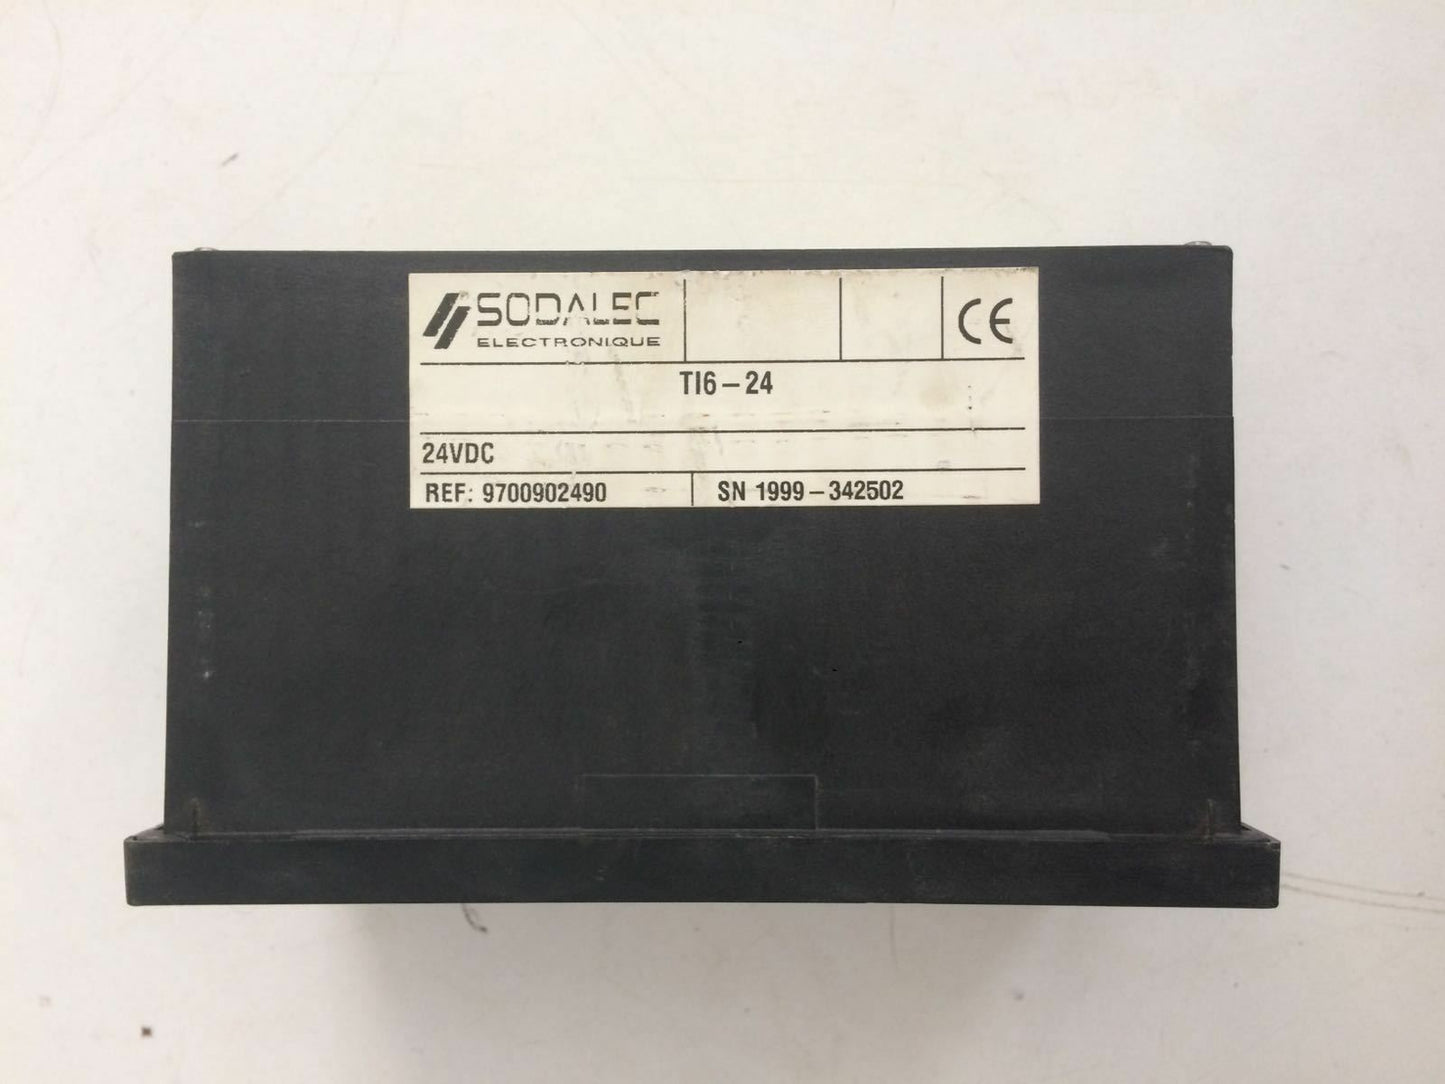 SODALEC
ELECTRONIQUE
CE
TI6-24
24VDC
REF: 9700902490
SN 1999-342502